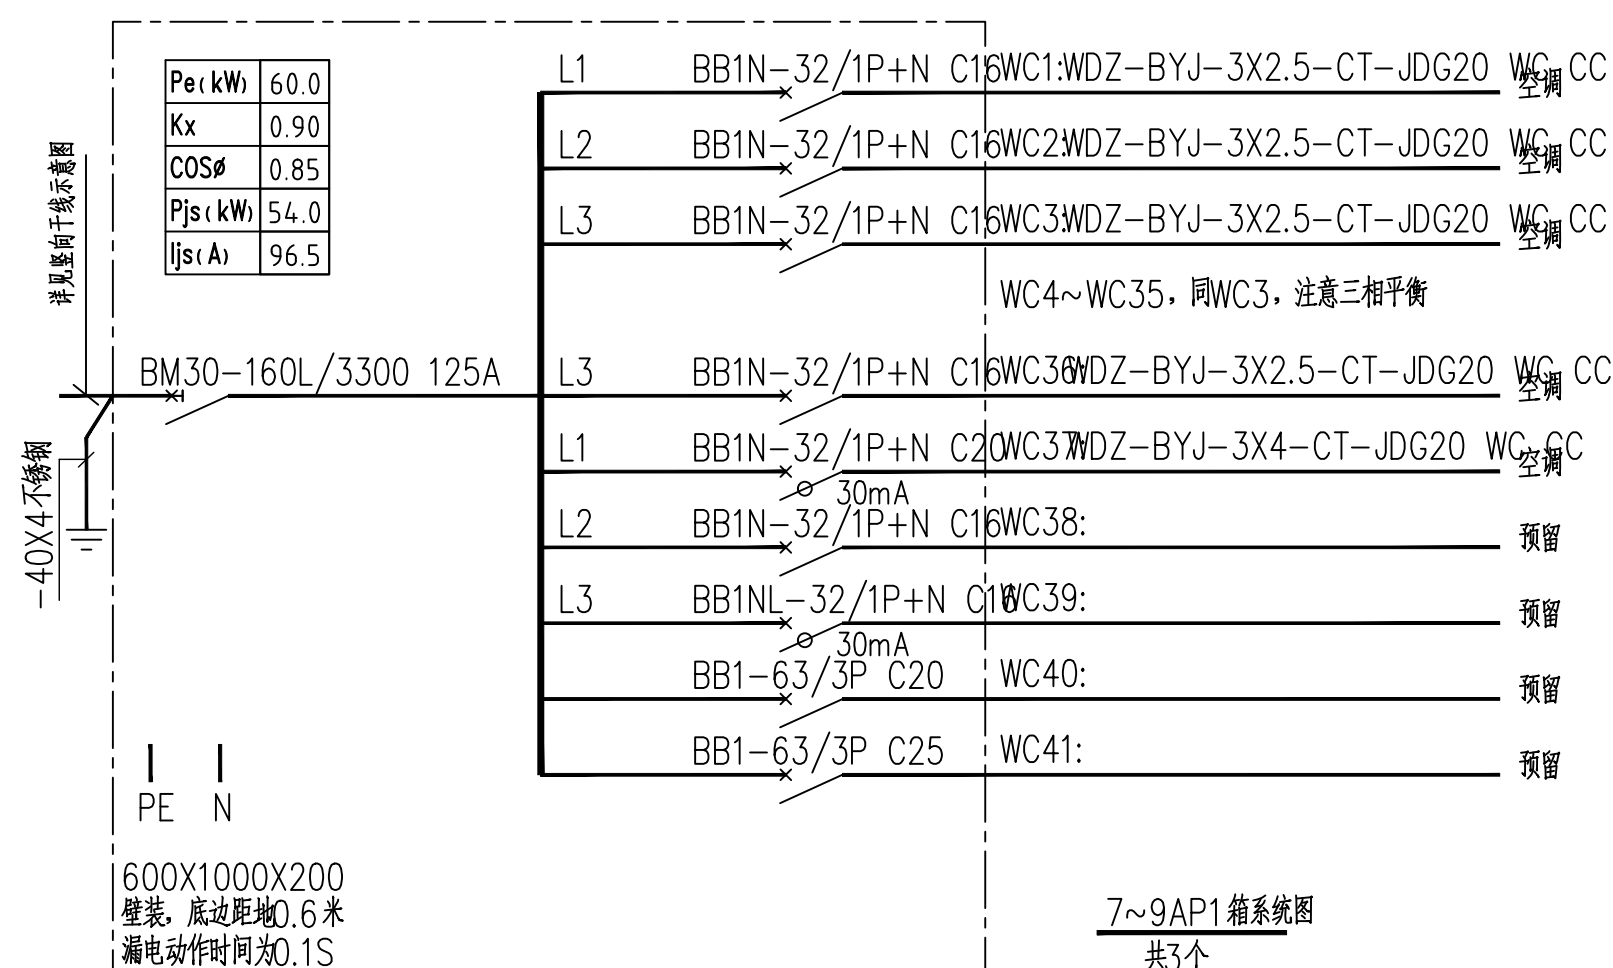 Pe(kW) 60.0
Kx 0.90
COSø 0.85
Pjs(kW) 54.0
Ijs(A) 96.5
详见竖向干线示意图
BM30-160L/3300 125A
-40X4不锈钢
L1 BB1N-32/1P+N C16 WC1:WDZ-BYJ-3X2.5-CT-JDG20 WC CC 空调
L2 BB1N-32/1P+N C16 WC2:WDZ-BYJ-3X2.5-CT-JDG20 WC CC 空调
L3 BB1N-32/1P+N C16 WC3:WDZ-BYJ-3X2.5-CT-JDG20 WC CC 空调
WC4~WC35，同WC3，注意三相平衡
L3 BB1N-32/1P+N C16 WC36:WDZ-BYJ-3X2.5-CT-JDG20 WC CC 空调
L1 BB1N-32/1P+N C20 WC37:WDZ-BYJ-3X4-CT-JDG20 WC CC 空调
30mA
L2 BB1N-32/1P+N C16 WC38: 预留
L3 BB1NL-32/1P+N C16 WC39: 预留
30mA
BB1-63/3P C20 WC40: 预留
BB1-63/3P C25 WC41: 预留
PE N
600X1000X200
壁装，底边距地0.6米
漏电动作时间为0.1S
7~9AP1箱系统图
共3个